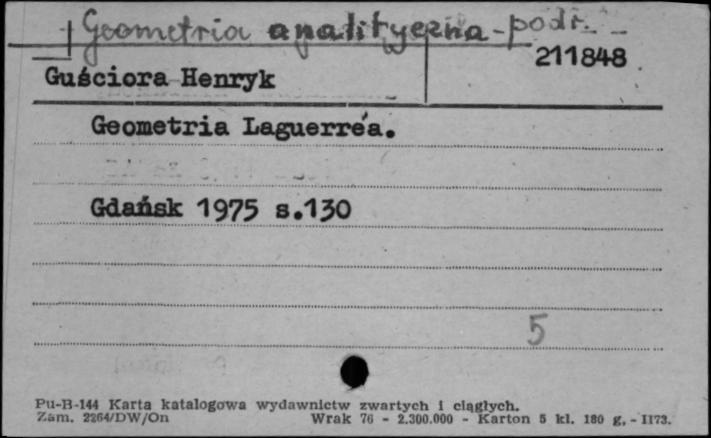 Geometria analityczna - podr.
211848
Guściora Henryk
Geometria Laguerre'a.
Gdańsk 1975 s.130
5
Pu-B-144 Karta katalogowa wydawnictw zwartych i ciągłych.
Zam. 2264/DW/On Wrak 76 - 2.300.000 - Karton 5 kl. 180 g. - 1173.